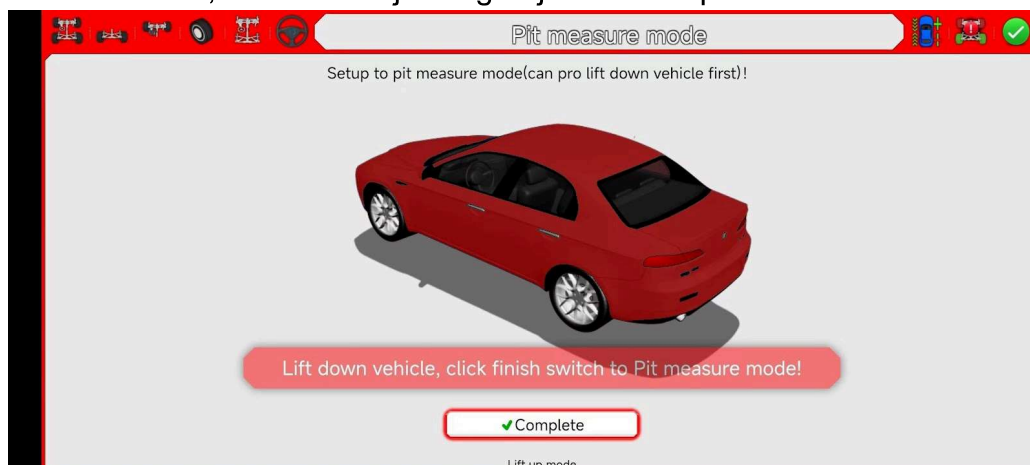 Pit measure mode
Setup to pit measure mode(can pro lift down vehicle first)!
Lift down vehicle, click finish switch to Pit measure mode!
Complete
Lift up mode